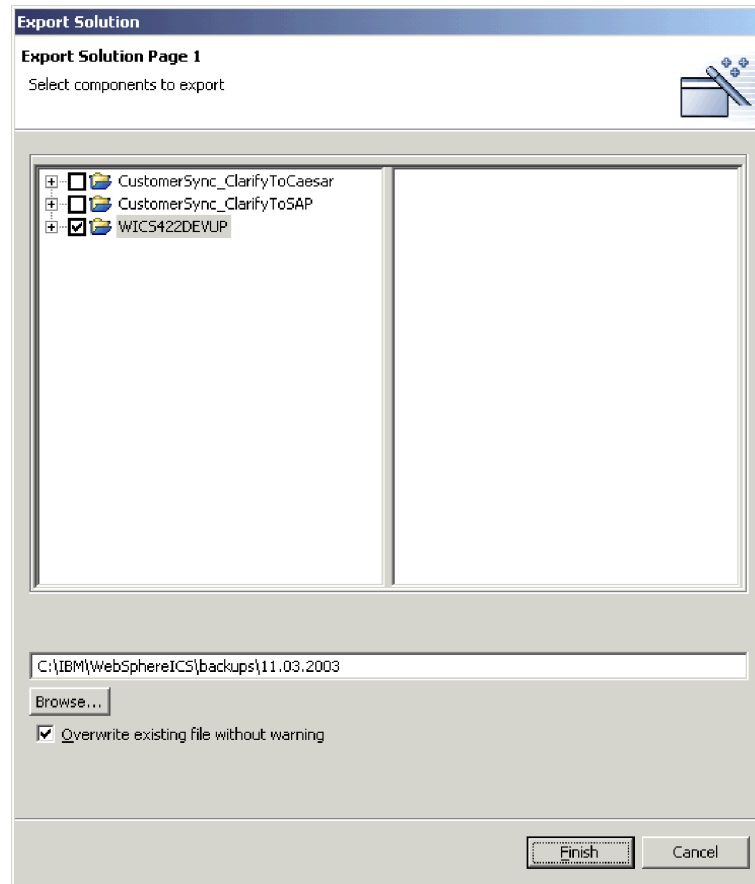 Export Solution
Export Solution Page 1
Select components to export
CustomerSync_ClarifyToCaesar
CustomerSync_ClarifyToSAP
WICS422DEVUP
C:\IBM\WebSphereICS\backups\11.03.2003
Browse...
Overwrite existing file without warning
Finish
Cancel